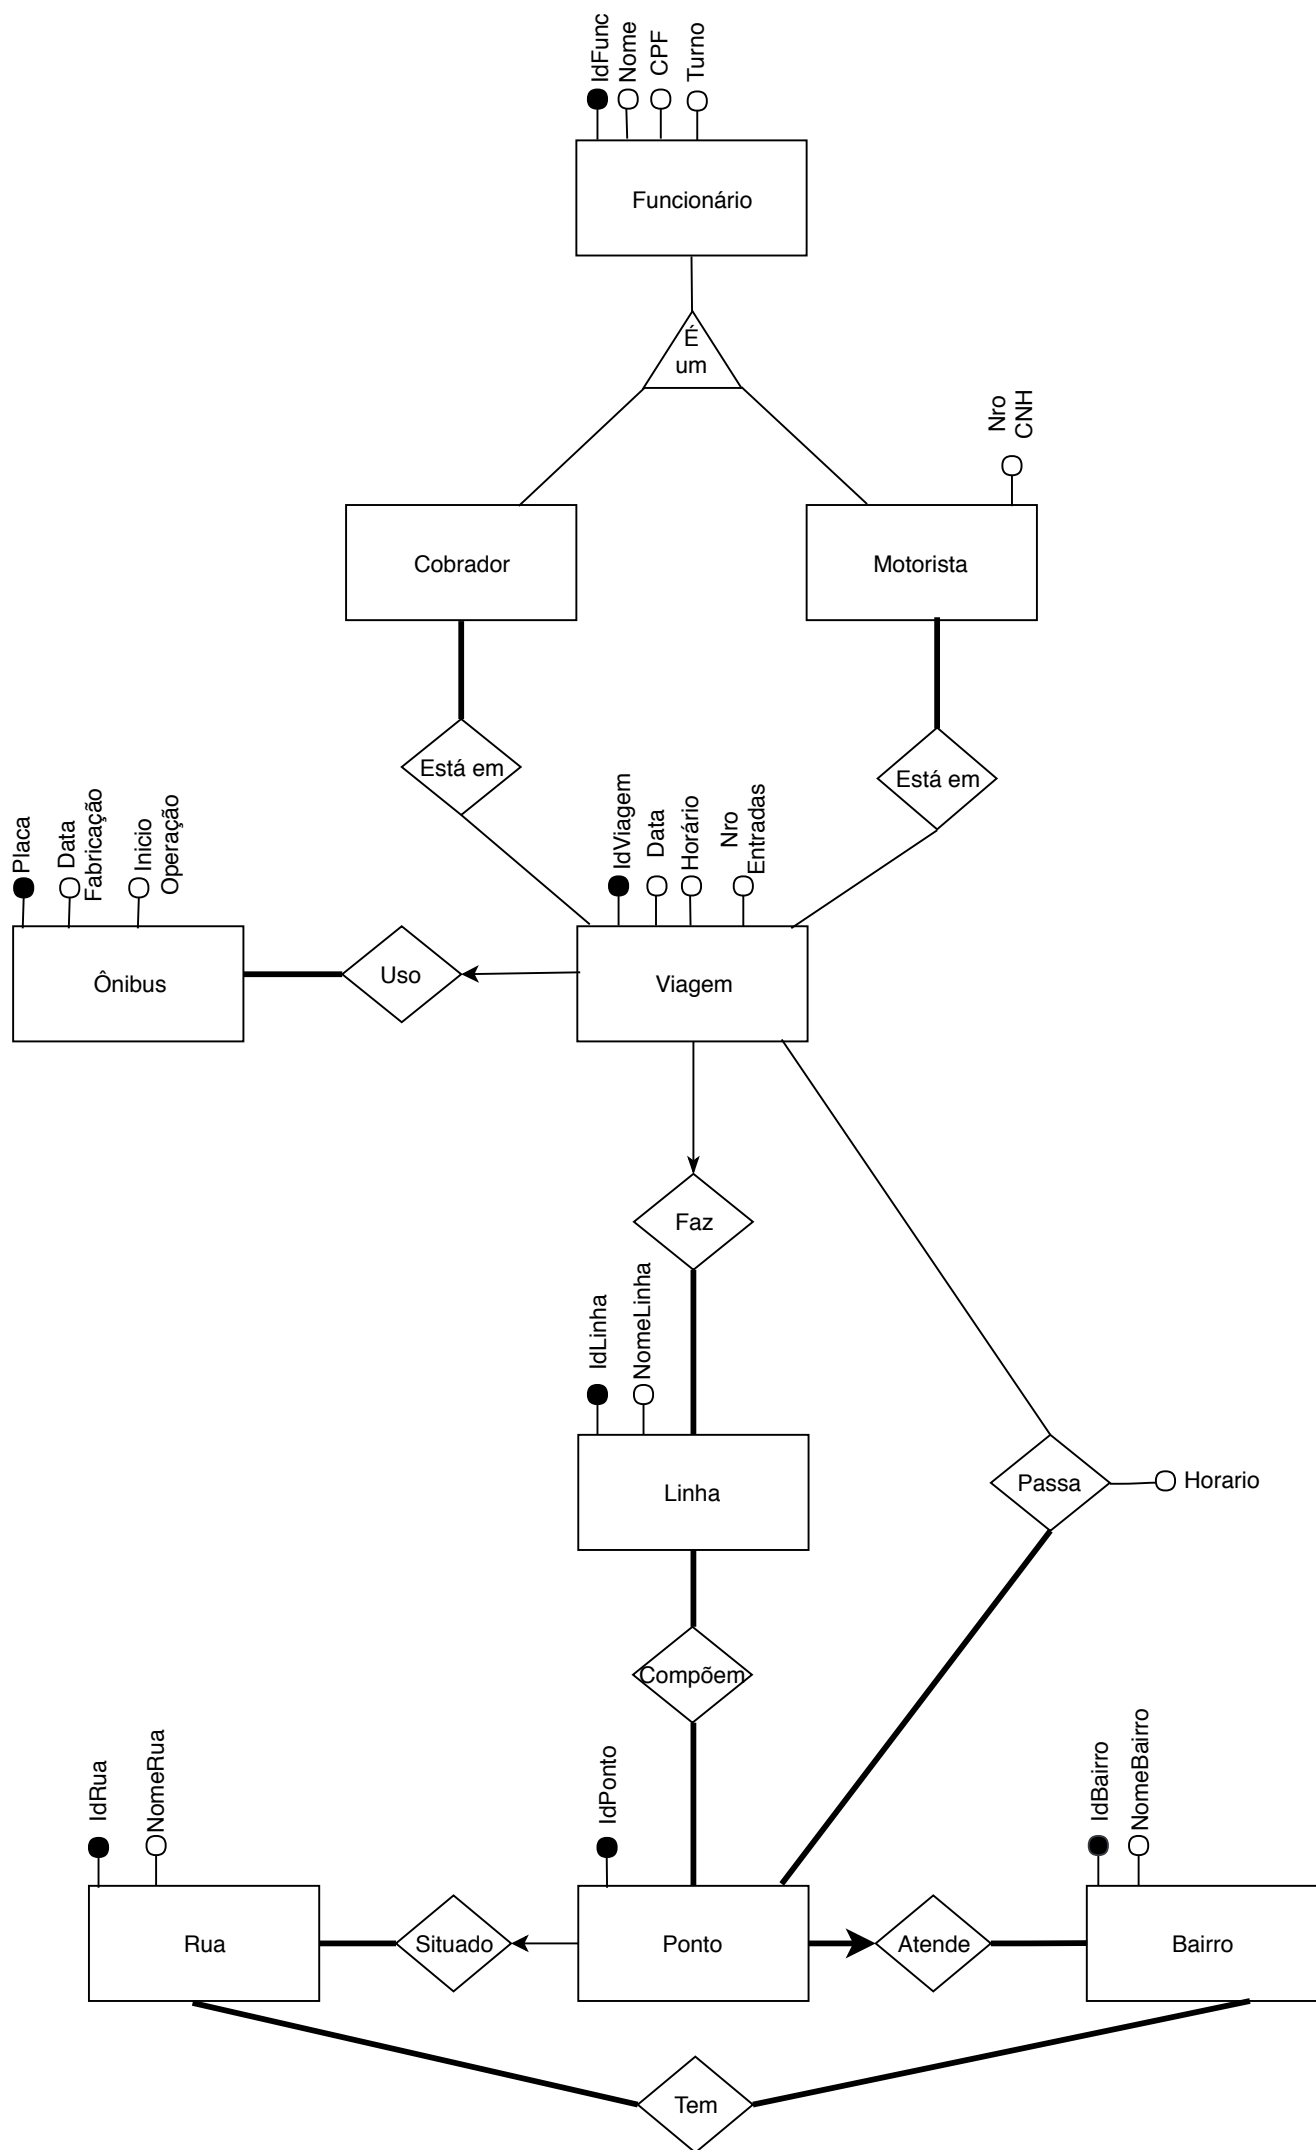 IdFunc
Nome
CPF
Turno
Funcionário
É
um
Nro
CNH
Cobrador
Motorista
Está em
Está em
Placa
Data
Fabricação
Inicio
Operação
IdViagem
Data
Horário
Nro
Entradas
Ônibus
Uso
Viagem
Faz
IdLinha
NomeLinha
Linha
Passa
Horario
Compõem
IdRua
NomeRua
IdPonto
IdBairro
NomeBairro
Rua
Situado
Ponto
Atende
Bairro
Tem